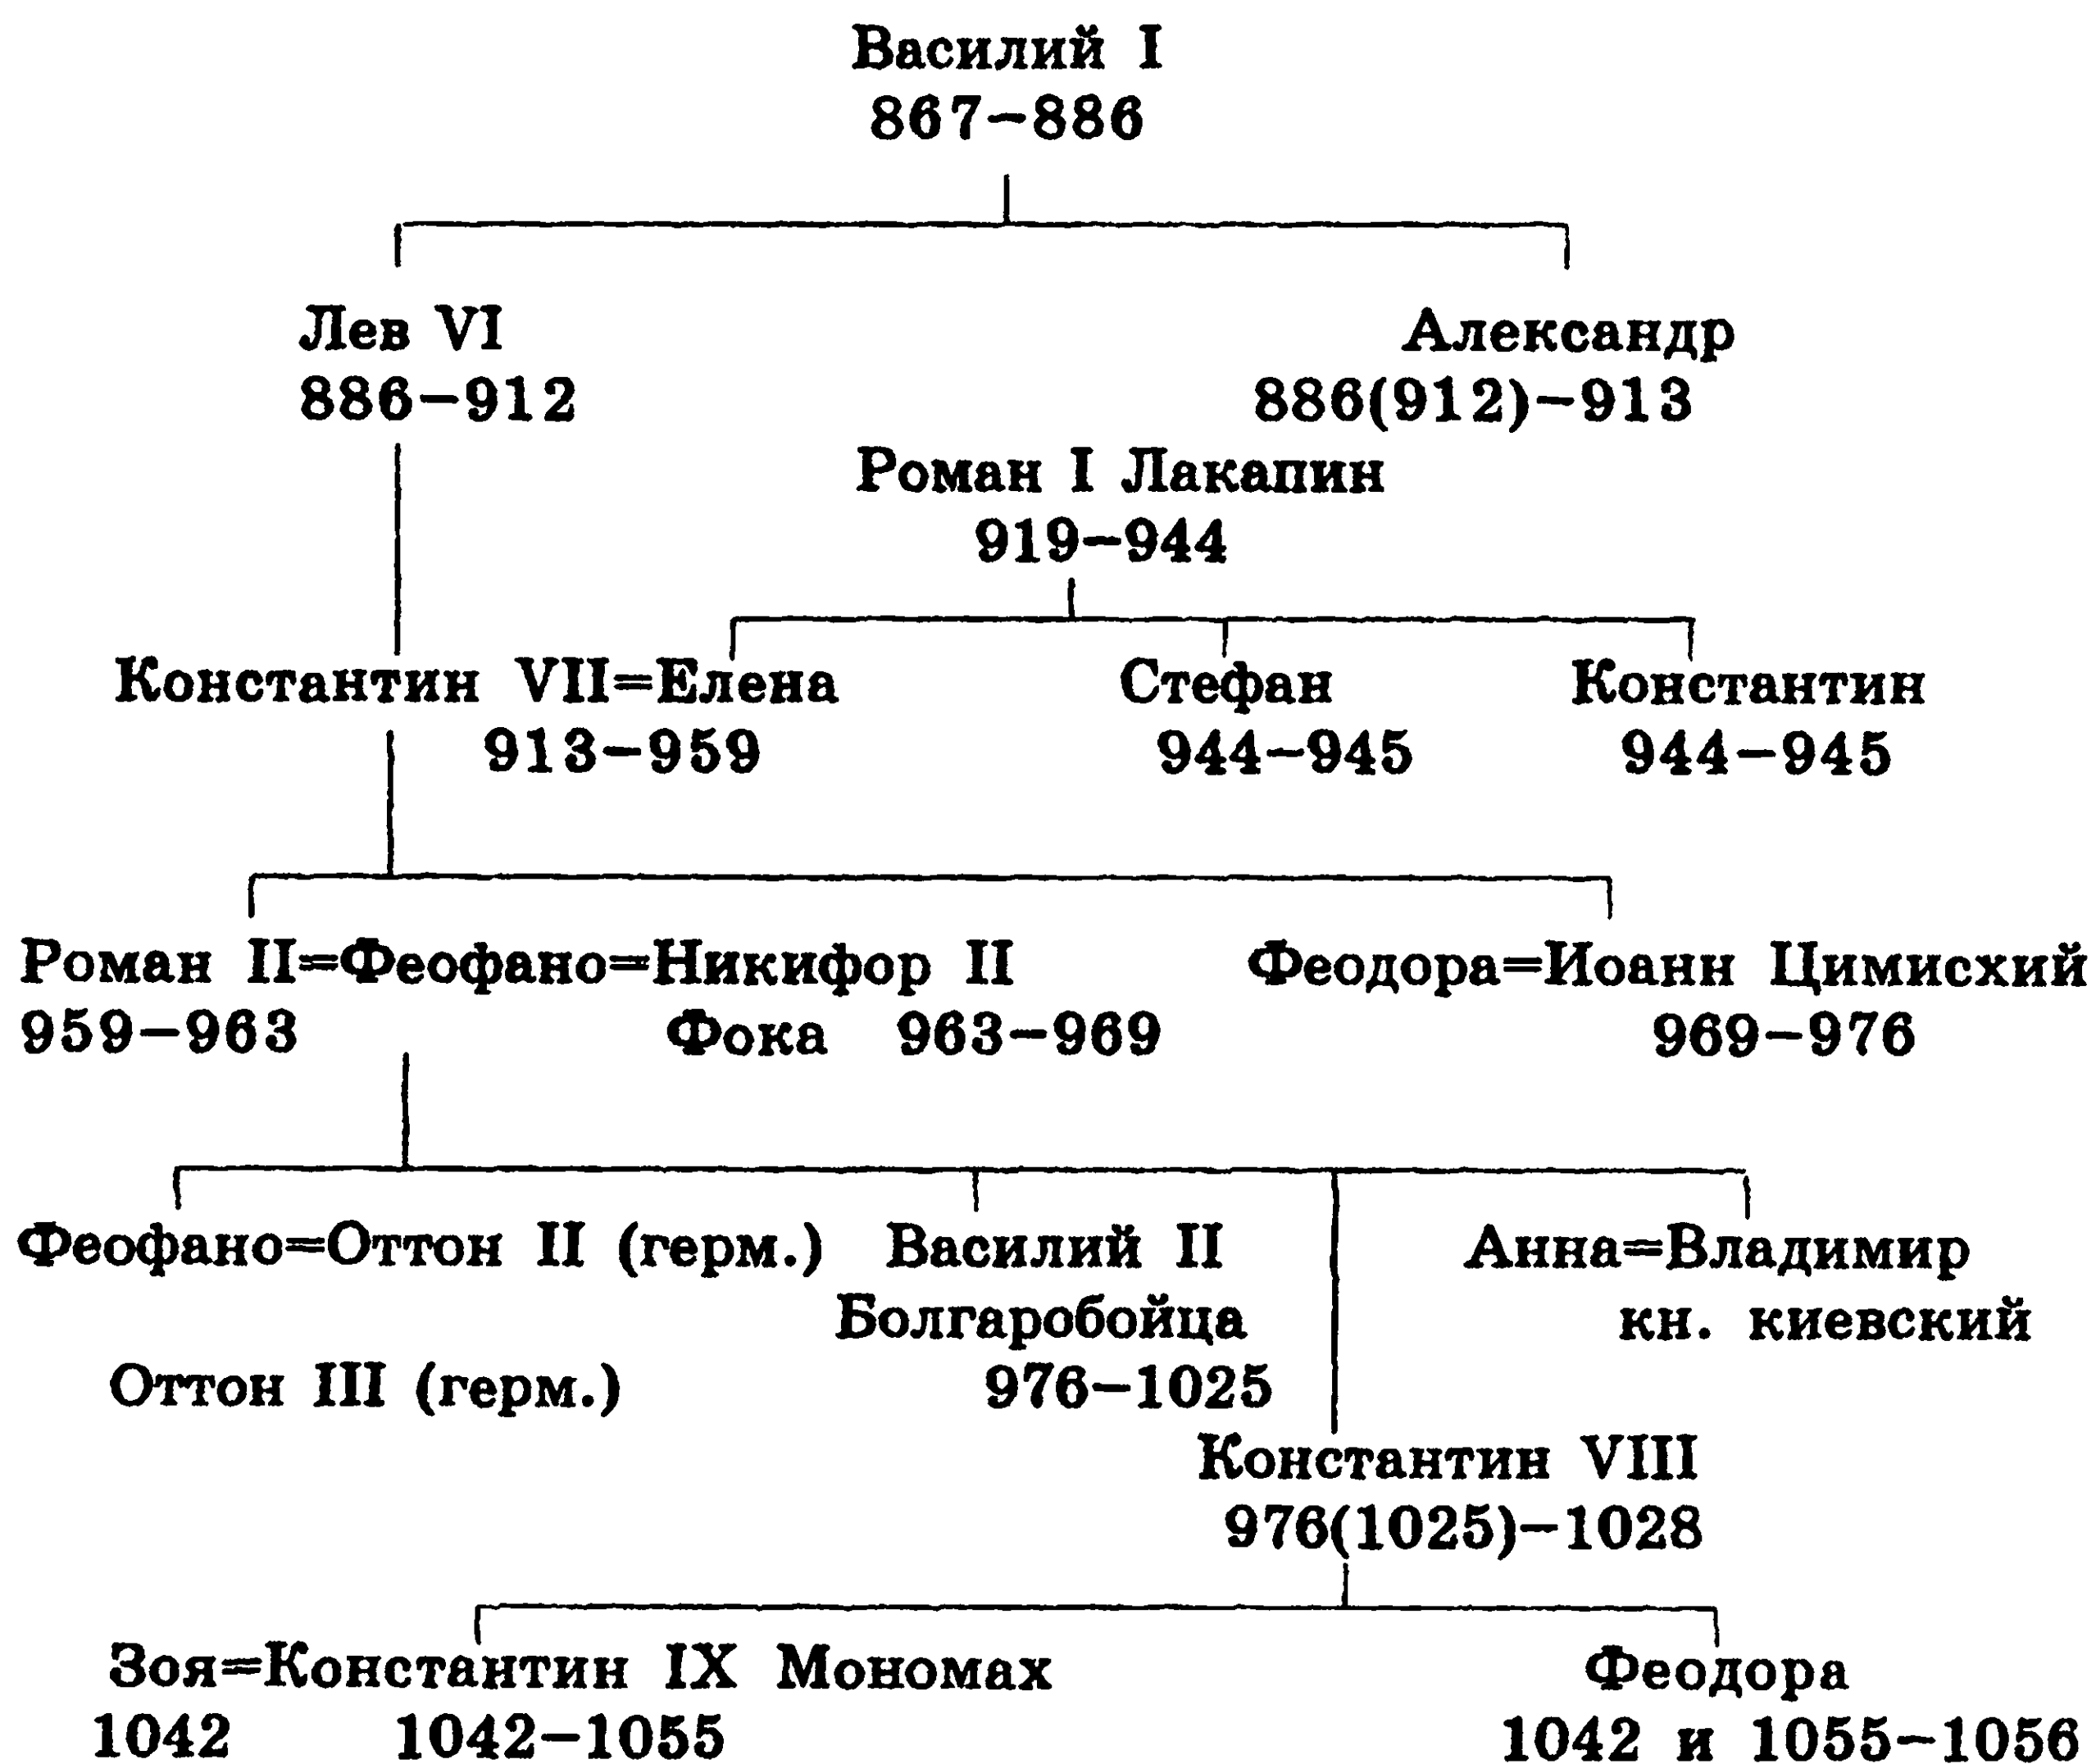 Василий I
867–886
Лев VI
Александр
886–912
886(912)–913
Роман I Лакапин
919–944
Константин VII=Елена
Стефан
Константин
913–959
944–945
944–945
Роман II=Феофано=Никифор II
Феодора=Иоанн Цимисхий
959–963
Фока 963–969
969–976
Феофано=Оттон II (герм.)
Василий II
Анна=Владимир
Болгаробойца
кн. киевский
Оттон III (герм.)
976–1025
Константин VIII
976(1025)–1028
Зоя=Константин IX Мономах
Феодора
1042
1042–1055
1042 и 1055–1056